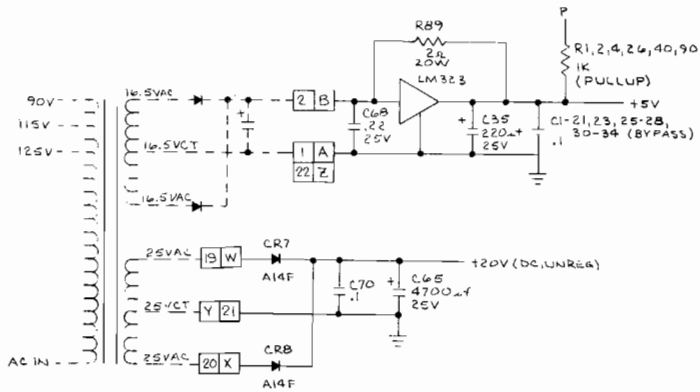 P
R89
2Ω
20W
R1,2,4,26,40,90
1K
(PULLUP)
LM323
16.5VAC
90V
115V
125V
2 B
+
C68
.22
25V
+
C35
220µf
25V
+5V
C1-21,23,25-28,
30-34 (BYPASS)
.1
16.5VCT
1 A
22 Z
16.5VAC
25VAC
19 W
CR7
A14F
+20V (DC, UNREG)
C70
.1
+
C65
4700µf
25V
25VCT
Y 21
25VAC
20 X
CR8
A14F
AC IN